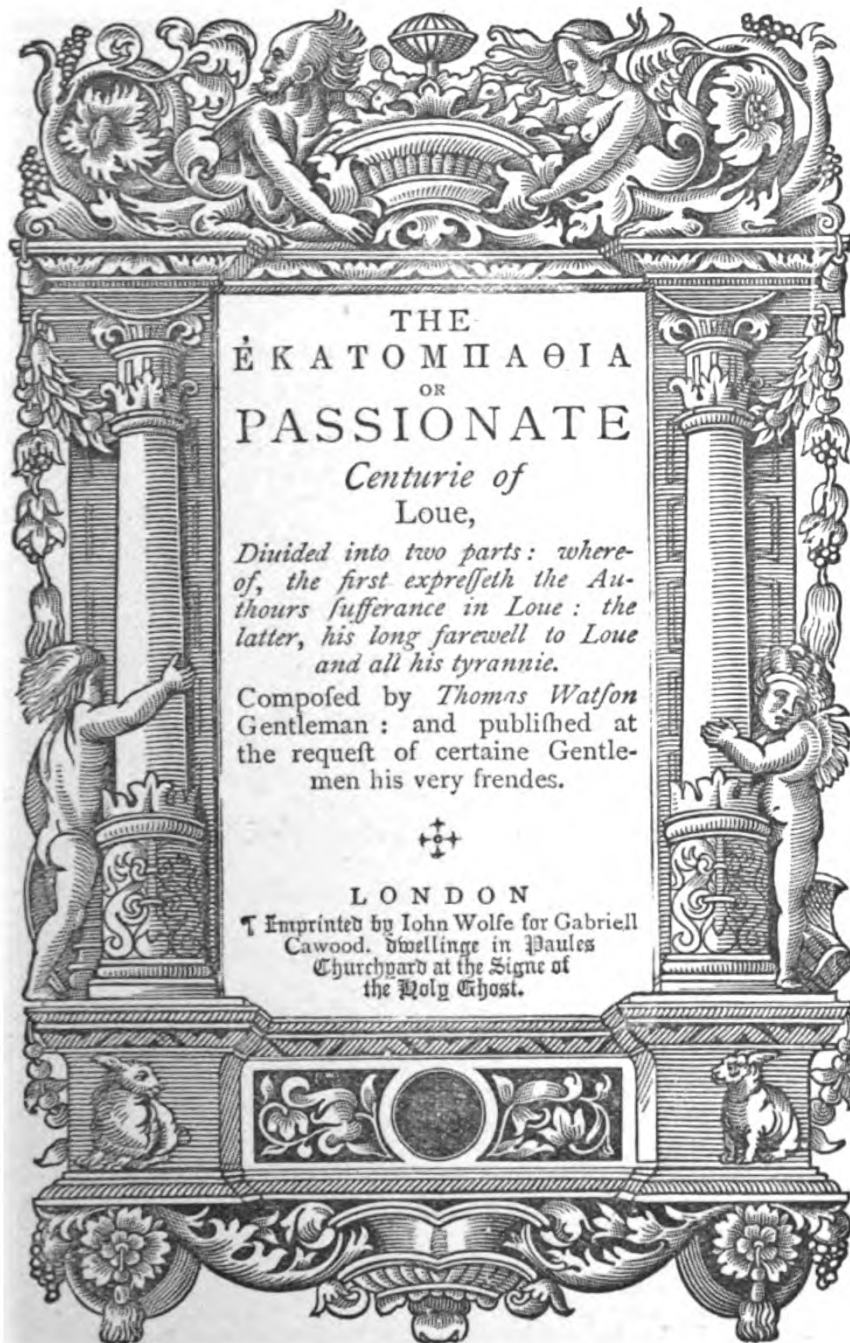 THE
ἘΚΑΤΟΜΠΑΘΙΑ
OR
PASSIONATE
Centurie of
Loue,
Diuided into two parts: where-
of, the first expreſſeth the Au-
thours ſufferance in Loue: the
latter, his long farewell to Loue
and all his tyrannie.
Compoſed by Thomas Watſon
Gentleman: and publiſhed at
the requeſt of certaine Gentle-
men his very frendes.
LONDON
¶ Imprinted by Iohn Wolfe for Gabriell
Cawood. dwellinge in Paules
Churchyard at the Signe of
the Holy Ghost.